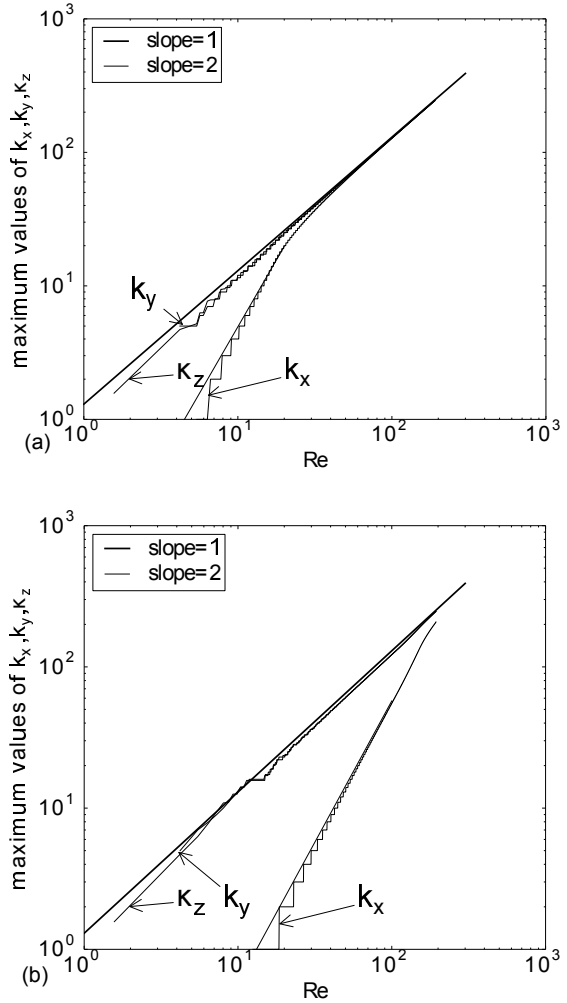 10^3
slope=1
slope=2
maximum values of k_x,k_y,κ_z
10^2
10^1
k_y
κ_z
k_x
10^0
(a)
10^0 10^1 10^2 10^3
Re
10^3
slope=1
slope=2
maximum values of k_x,k_y,κ_z
10^2
10^1
κ_z k_y k_x
10^0
(b)
10^0 10^1 10^2 10^3
Re